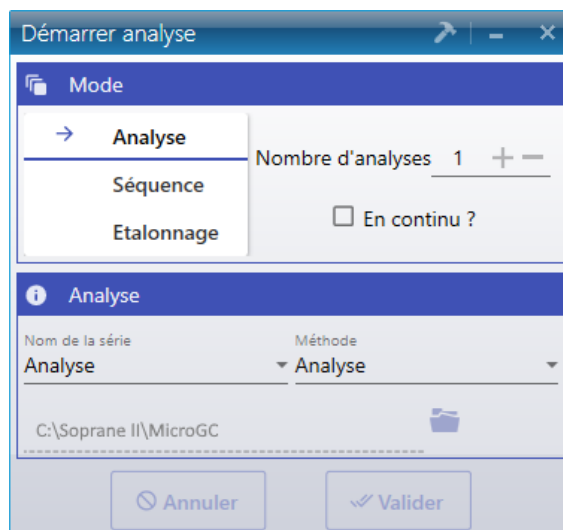 Démarrer analyse
Mode
Analyse
Séquence
Etalonnage
Nombre d'analyses 1
En continu ?
Analyse
Nom de la série
Analyse
Méthode
Analyse
C:\Soprane II\MicroGC
Annuler
Valider